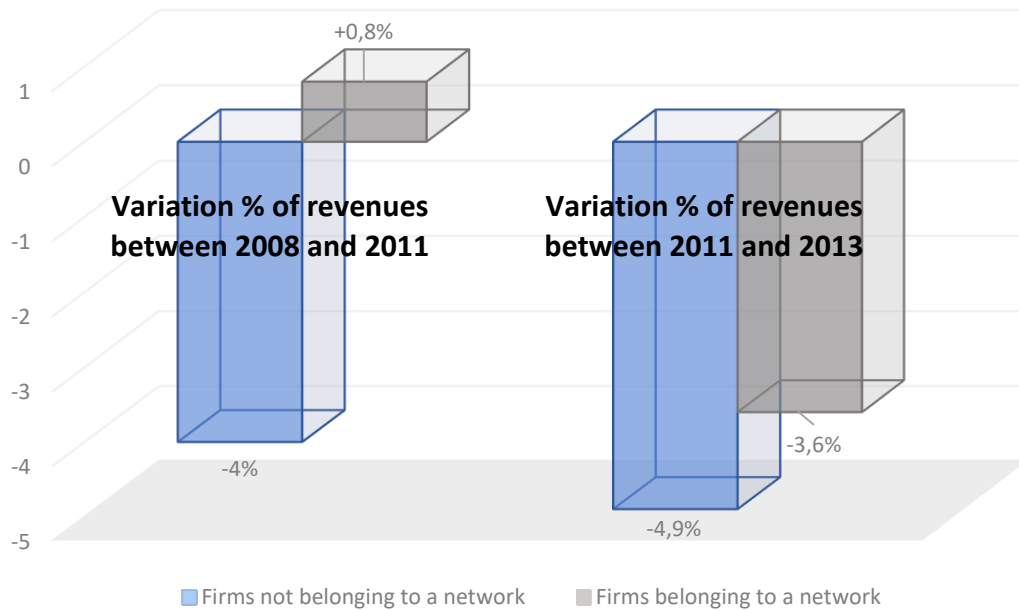 +0,8%
1
0
-1
-2
-3
-4
-5
Variation % of revenues
between 2008 and 2011
Variation % of revenues
between 2011 and 2013
-4%
-3,6%
-4,9%
Firms not belonging to a network
Firms belonging to a network